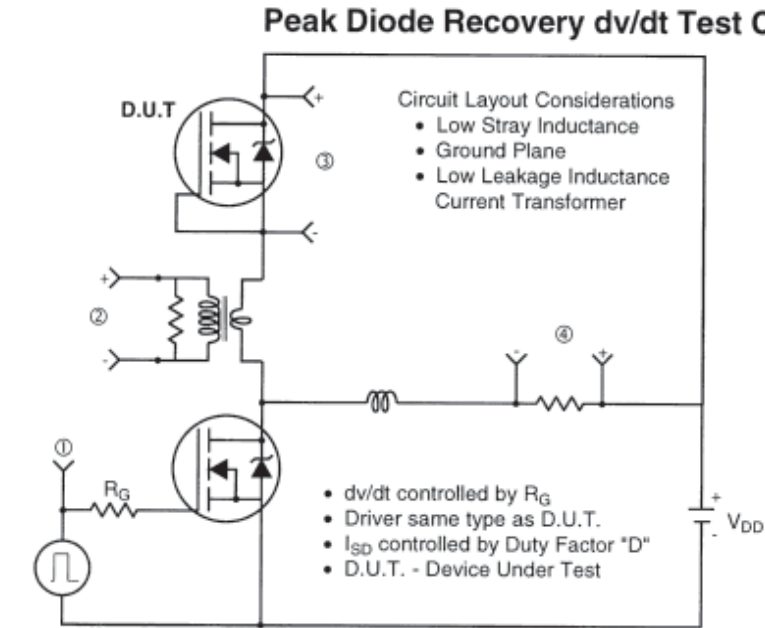 Peak Diode Recovery dv/dt Test C
D.U.T
+
③
-
Circuit Layout Considerations
• Low Stray Inductance
• Ground Plane
• Low Leakage Inductance
Current Transformer
+
②
-
④
-
+
①
RG
• dv/dt controlled by RG
• Driver same type as D.U.T.
• ISD controlled by Duty Factor "D"
• D.U.T. - Device Under Test
+
VDD
-